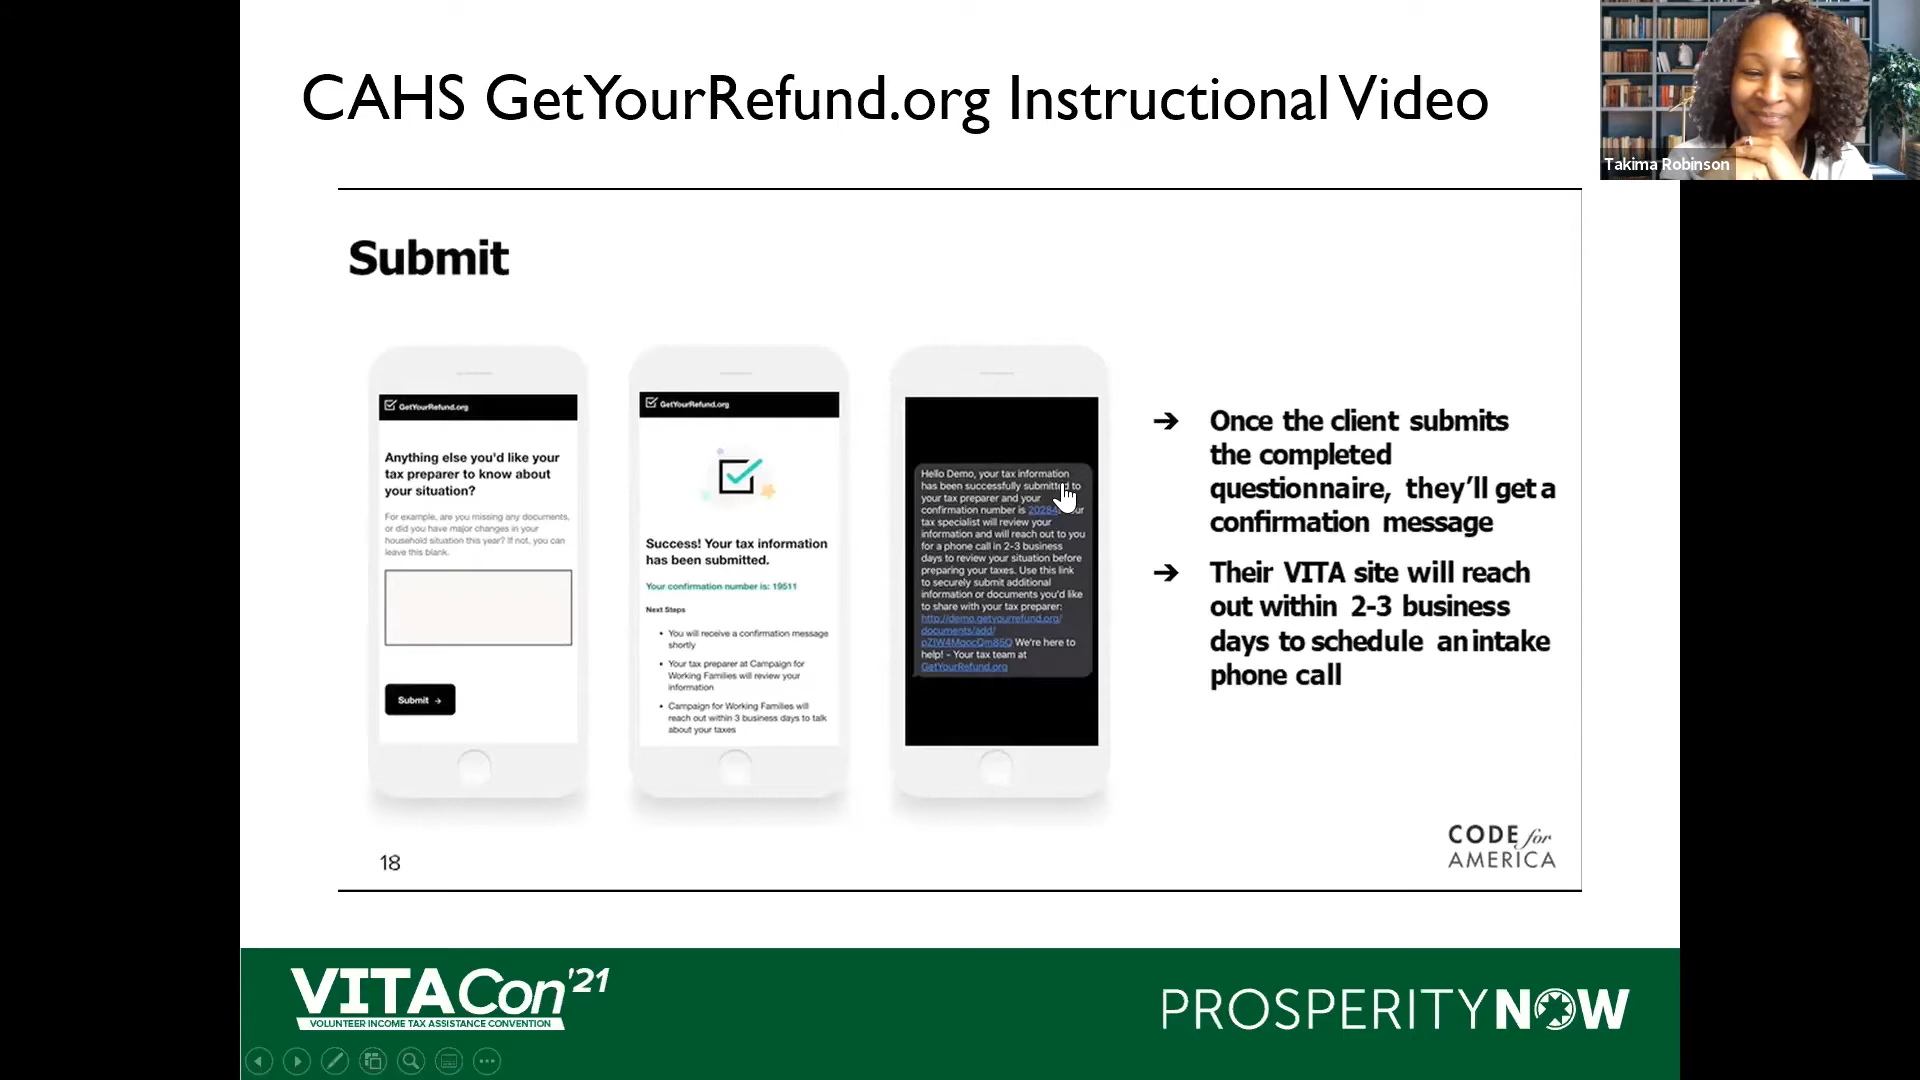 CAHS GetYourRefund.org Instructional Video
Takima Robinson
Submit
GetYourRefund.org
Anything else you'd like your
tax preparer to know about
your situation?
For example, are you missing any documents,
or did you have major changes in your
household situation this year? If not, you can
leave this blank.
Submit →
GetYourRefund.org
Success! Your tax information
has been submitted.
Your confirmation number is: 19511
Next Steps
• You will receive a confirmation message
shortly
• Your tax preparer at Campaign for
Working Families will review your
information
• Campaign for Working Families will
reach out within 3 business days to talk
about your taxes
Hello Demo, your tax information
has been successfully submitted to
your tax preparer and your
confirmation number is
tax specialist will review your
information and will reach out to you
for a phone call in 2-3 business
days to review your situation before
preparing your taxes. Use this link
to securely submit additional
information or documents you'd like
to share with your tax preparer:
http://demo.getyourrefund.org/
documents/add/
We're here to
help! - Your tax team at
GetYourRefund.org
➔ Once the client submits
the completed
questionnaire, they'll get a
confirmation message
➔ Their VITA site will reach
out within 2-3 business
days to schedule an intake
phone call
18
CODE for
AMERICA
VITACon'21
VOLUNTEER INCOME TAX ASSISTANCE CONVENTION
PROSPERITY NOW